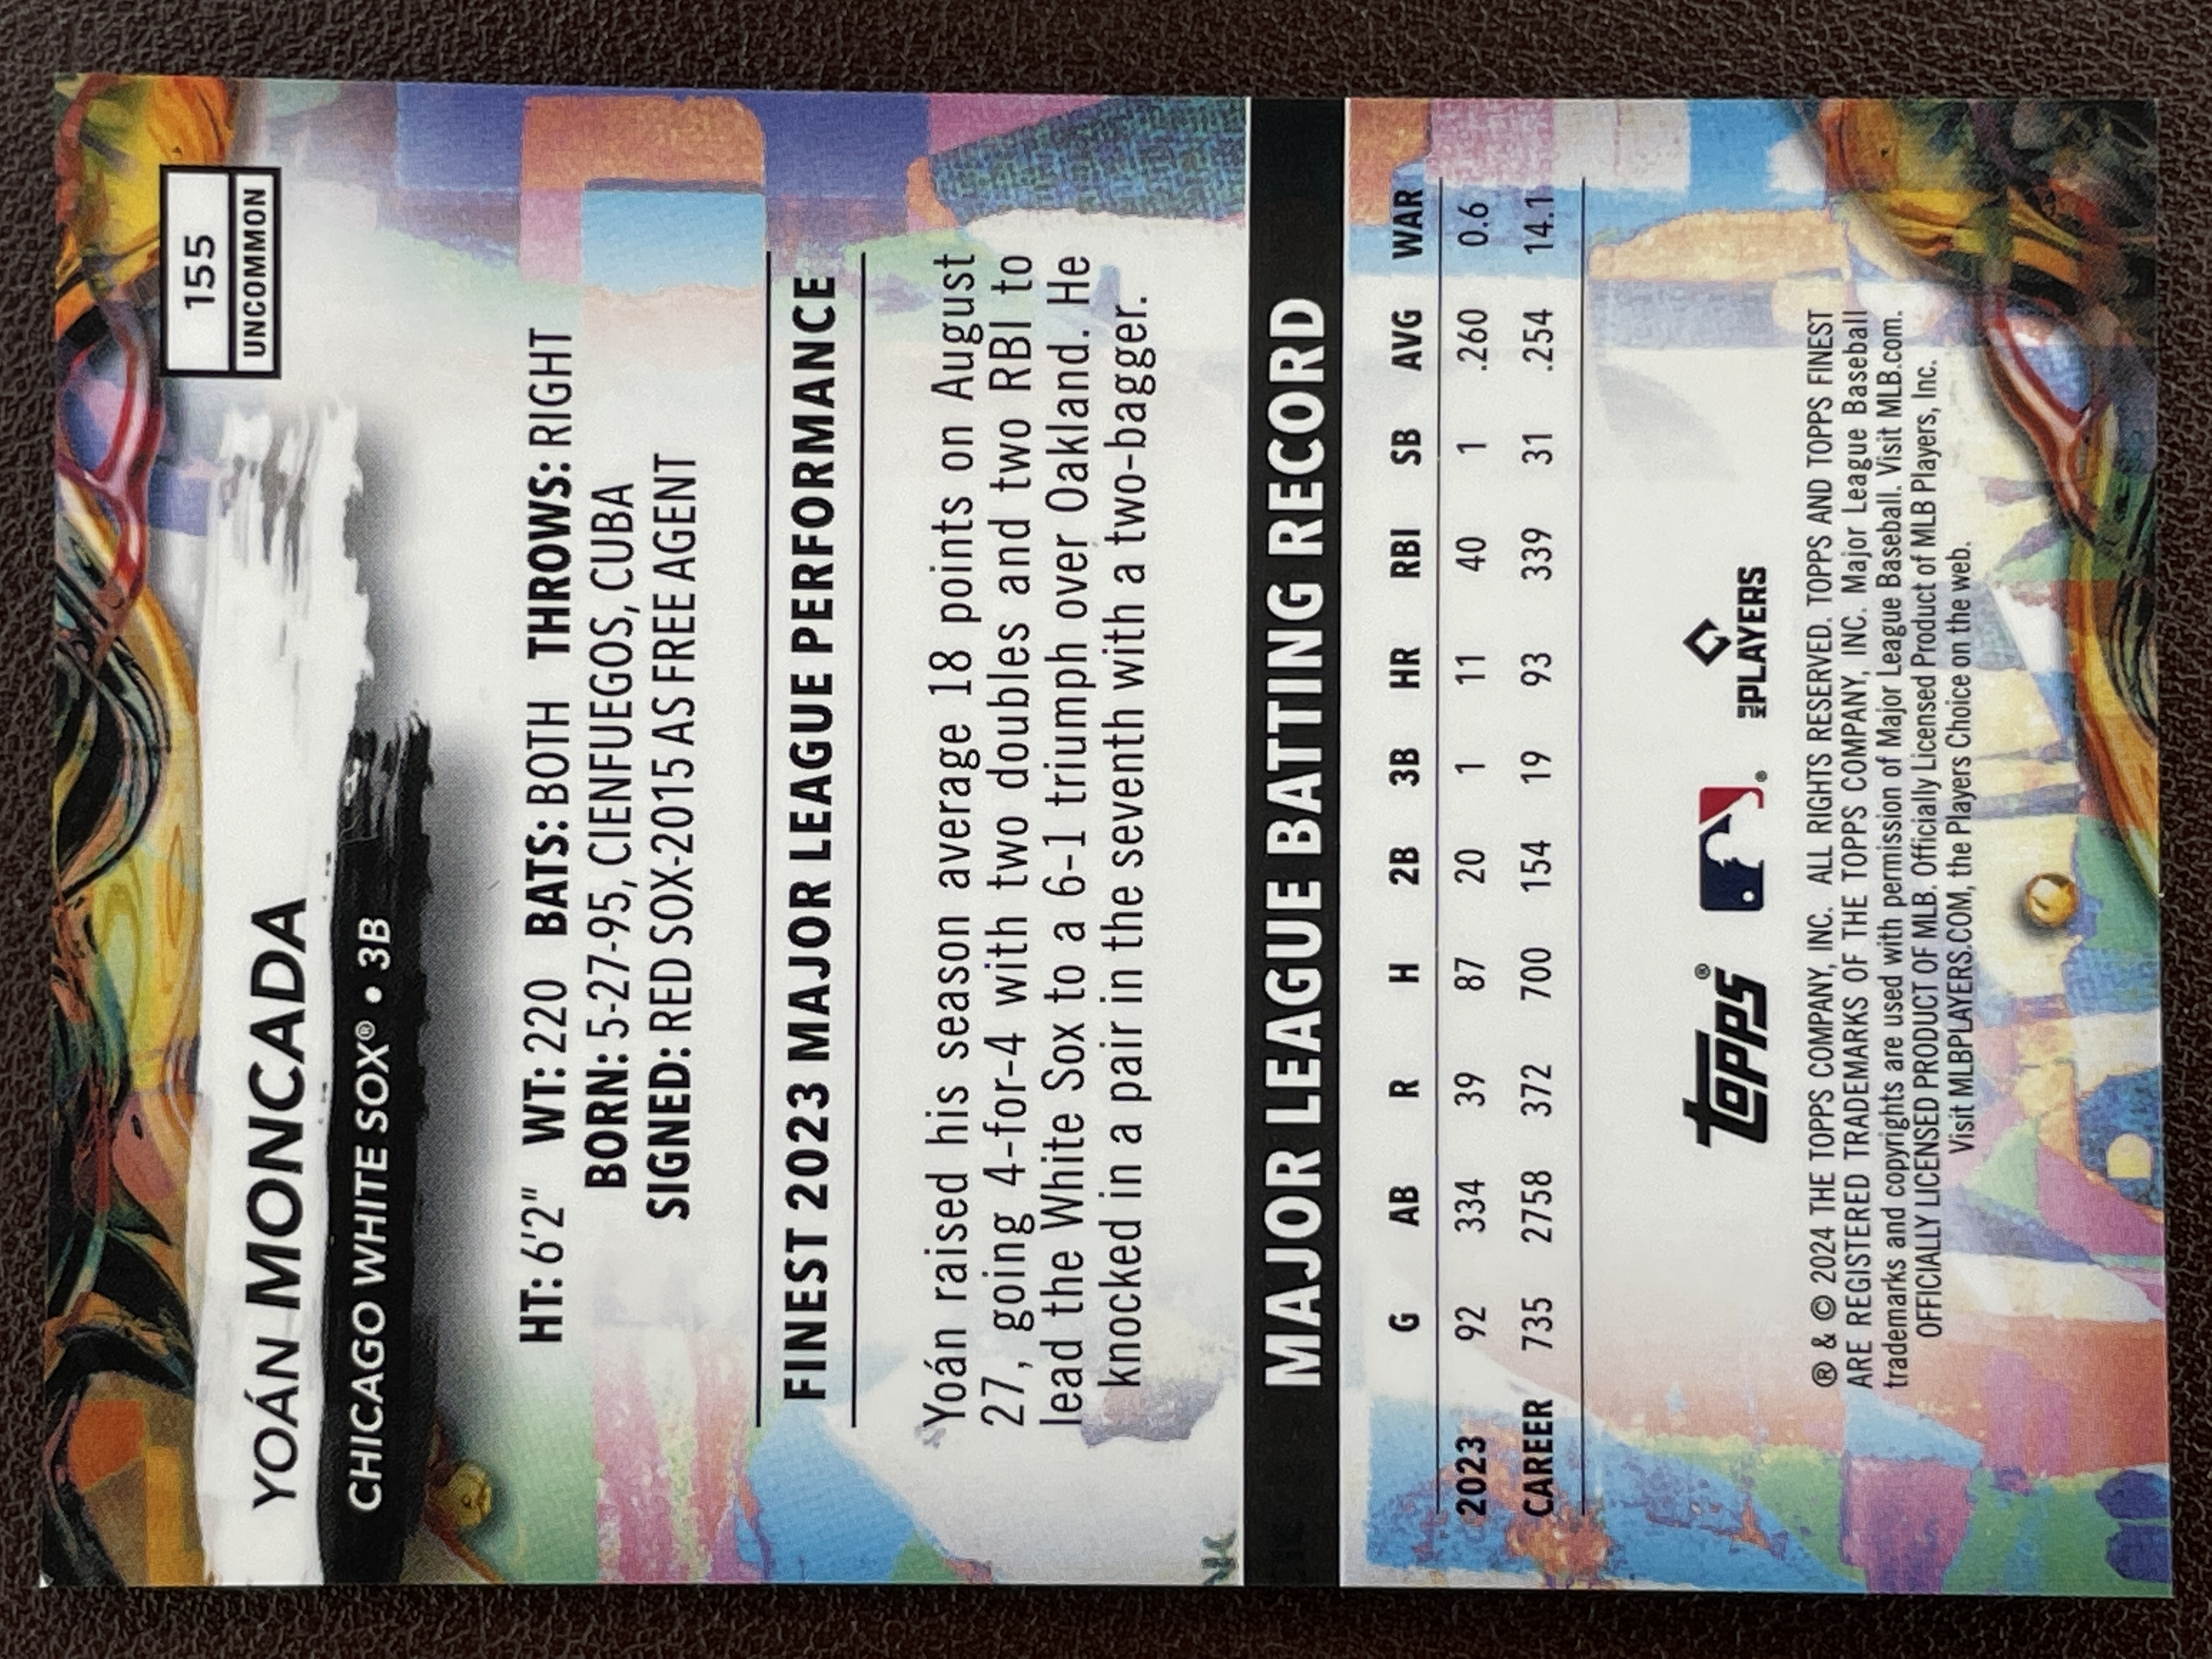 155
UNCOMMON
YOÁN MONCADA
CHICAGO WHITE SOX® • 3B
HT: 6'2" WT: 220 BATS: BOTH THROWS: RIGHT
BORN: 5-27-95, CIENFUEGOS, CUBA
SIGNED: RED SOX-2015 AS FREE AGENT
FINEST 2023 MAJOR LEAGUE PERFORMANCE
Yoán raised his season average 18 points on August
27, going 4-for-4 with two doubles and two RBI to
lead the White Sox to a 6-1 triumph over Oakland. He
knocked in a pair in the seventh with a two-bagger.
MAJOR LEAGUE BATTING RECORD
G AB R H 2B 3B HR RBI SB AVG WAR
2023 92 334 39 87 20 1 11 40 1 .260 0.6
CAREER 735 2758 372 700 154 19 93 339 31 .254 14.1
topps® ® MLB PLAYERS
® & © 2024 THE TOPPS COMPANY, INC. ALL RIGHTS RESERVED. TOPPS AND TOPPS FINEST
ARE REGISTERED TRADEMARKS OF THE TOPPS COMPANY, INC. Major League Baseball
trademarks and copyrights are used with permission of Major League Baseball. Visit MLB.com.
OFFICIALLY LICENSED PRODUCT OF MLB. Officially Licensed Product of MLB Players, Inc.
Visit MLBPLAYERS.COM, the Players Choice on the web.